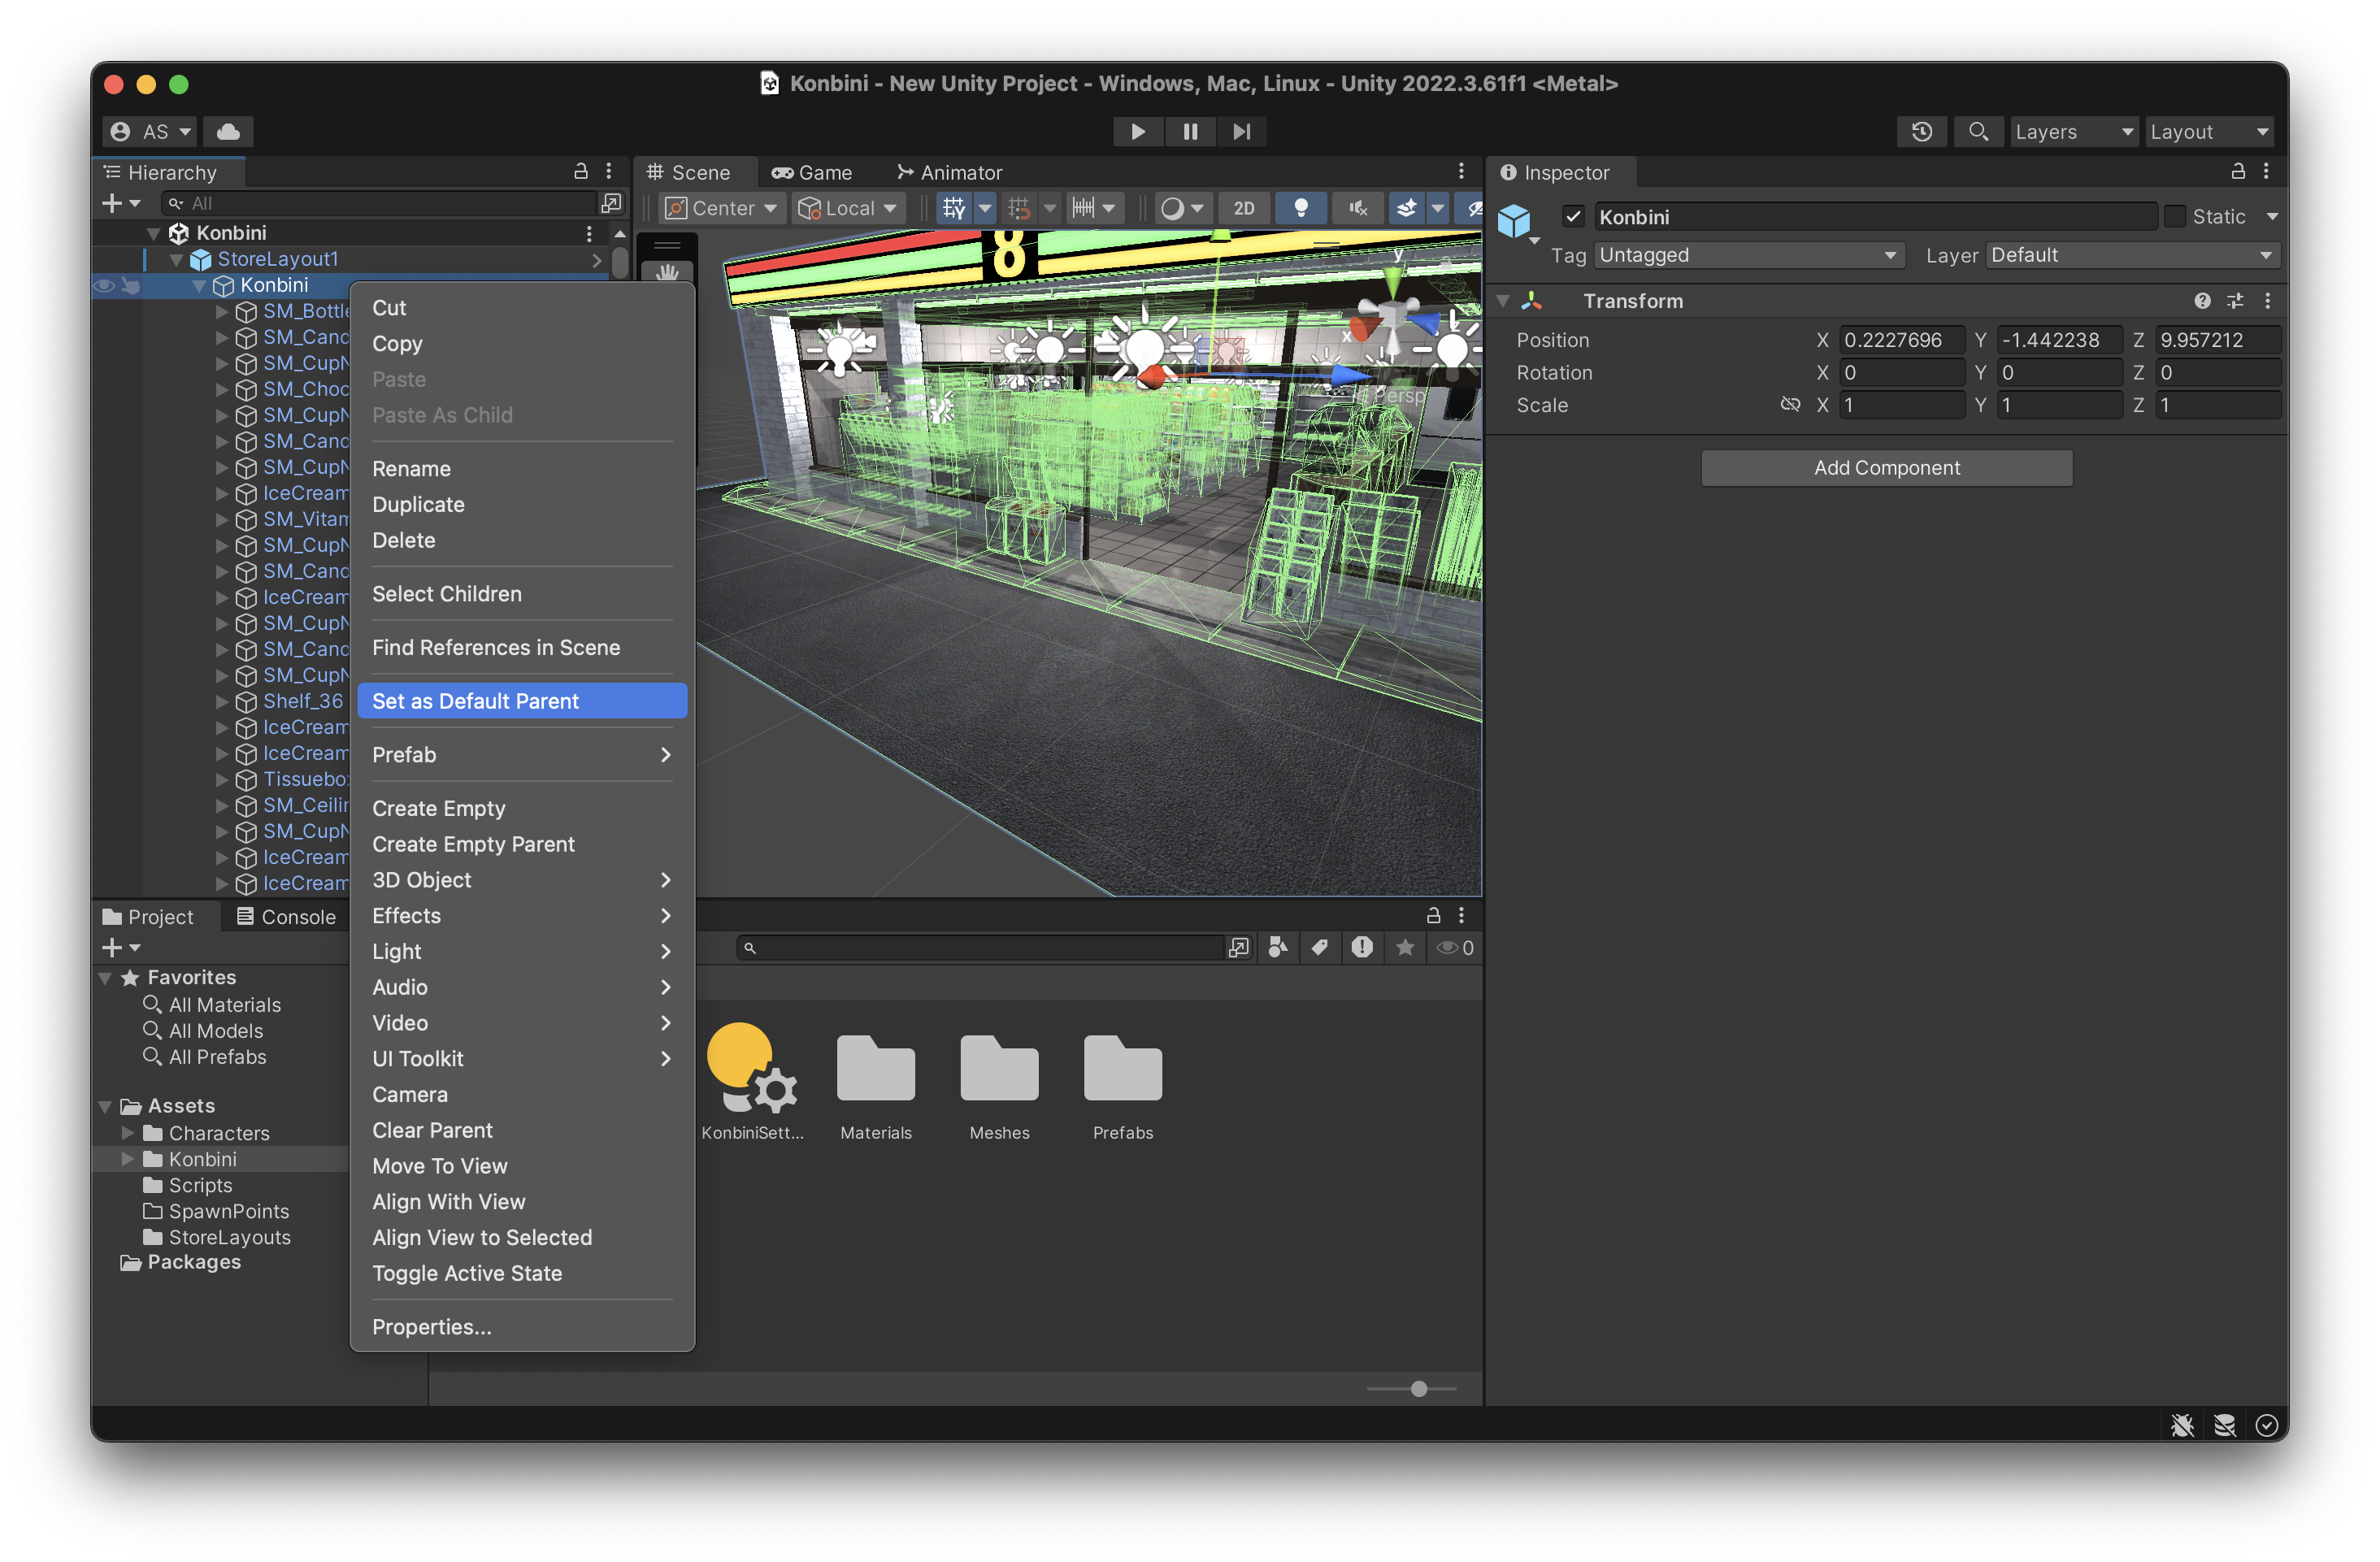 Konbini - New Unity Project - Windows, Mac, Linux - Unity 2022.3.61f1 <Metal>
AS
Layers
Layout
Hierarchy
All
Konbini
StoreLayout1
Konbini
SM_Bottle
SM_Cand
SM_CupN
SM_Choc
SM_CupN
SM_Cand
SM_CupN
IceCream
SM_Vitam
SM_CupN
SM_Cand
IceCream
SM_CupN
SM_Cand
SM_CupN
Shelf_36
IceCream
IceCream
Tissuebo
SM_Ceilin
SM_CupN
IceCream
IceCream
Cut
Copy
Paste
Paste As Child
Rename
Duplicate
Delete
Select Children
Find References in Scene
Set as Default Parent
Prefab
Create Empty
Create Empty Parent
3D Object
Effects
Light
Audio
Video
UI Toolkit
Camera
Clear Parent
Move To View
Align With View
Align View to Selected
Toggle Active State
Properties...
Scene
Game
Animator
Center
Local
2D
8
y
x
Persp
Inspector
Konbini
Static
Tag
Untagged
Layer
Default
Transform
Position X 0.2227696 Y -1.442238 Z 9.957212
Rotation X 0 Y 0 Z 0
Scale X 1 Y 1 Z 1
Add Component
Project
Console
0
Favorites
All Materials
All Models
All Prefabs
Assets
Characters
Konbini
Scripts
SpawnPoints
StoreLayouts
Packages
KonbiniSett...
Materials
Meshes
Prefabs